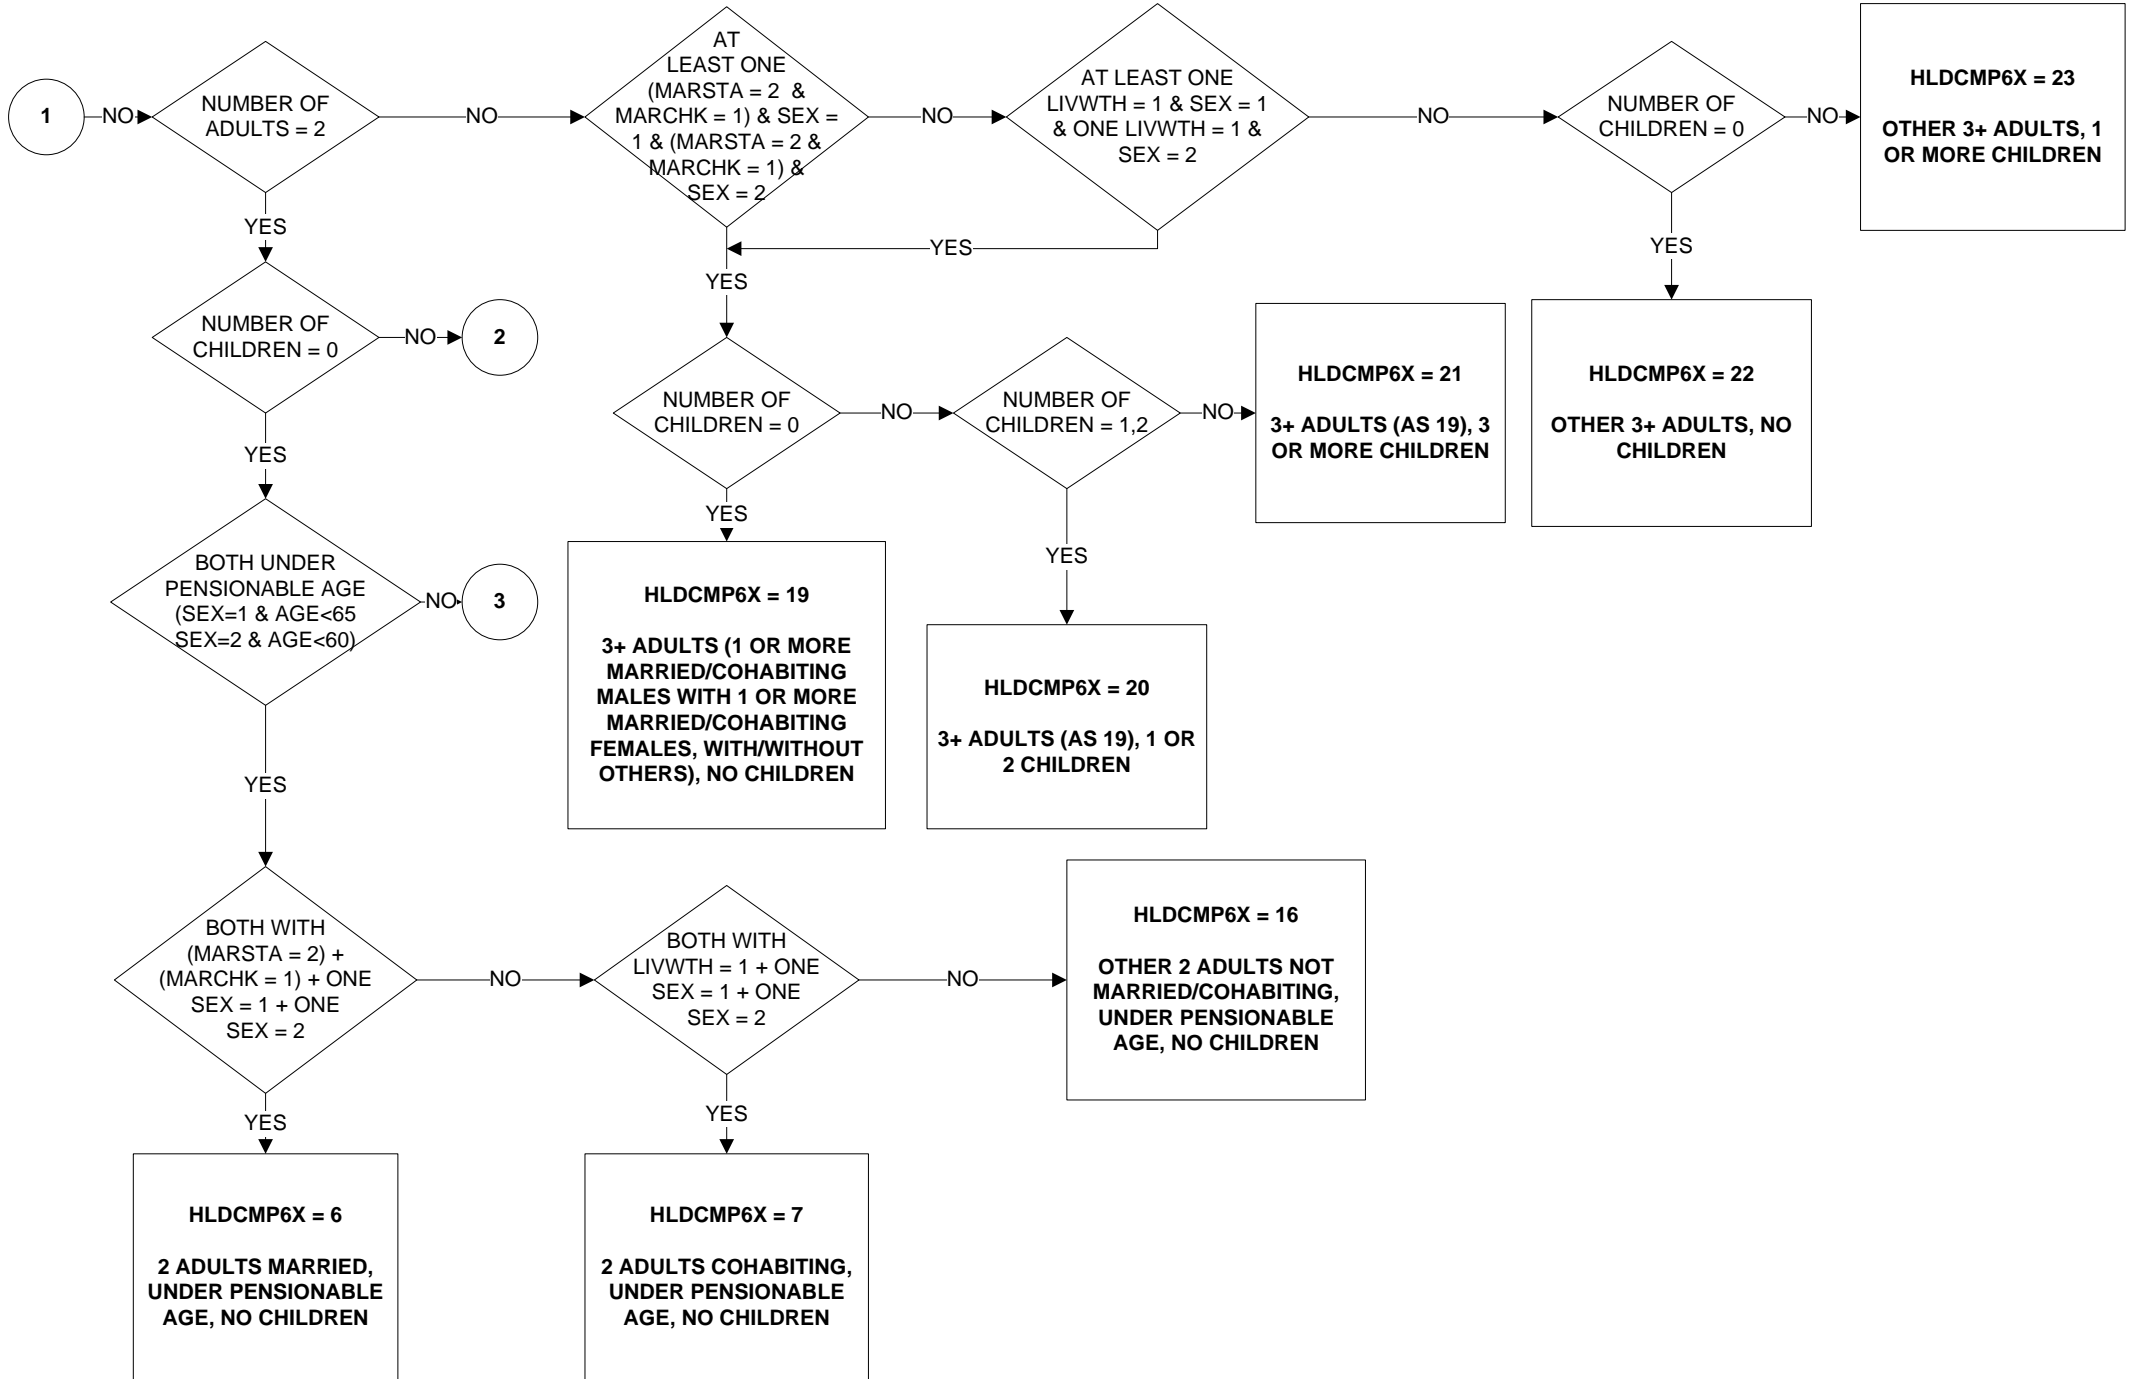 1
NO
NUMBER OF
ADULTS = 2
NO
AT
LEAST ONE
(MARSTA = 2 &
MARCHK = 1) & SEX =
1 & (MARSTA = 2 &
MARCHK = 1) &
SEX = 2
NO
AT LEAST ONE
LIVWTH = 1 & SEX = 1
& ONE LIVWTH = 1 &
SEX = 2
NO
NUMBER OF
CHILDREN = 0
NO
HLDCMP6X = 23
OTHER 3+ ADULTS, 1
OR MORE CHILDREN
YES
YES
YES
YES
NUMBER OF
CHILDREN = 0
NO
2
NUMBER OF
CHILDREN = 0
NO
NUMBER OF
CHILDREN = 1,2
NO
HLDCMP6X = 21
3+ ADULTS (AS 19), 3
OR MORE CHILDREN
HLDCMP6X = 22
OTHER 3+ ADULTS, NO
CHILDREN
YES
YES
YES
BOTH UNDER
PENSIONABLE AGE
(SEX=1 & AGE<65
SEX=2 & AGE<60)
NO
3
HLDCMP6X = 19
3+ ADULTS (1 OR MORE
MARRIED/COHABITING
MALES WITH 1 OR MORE
MARRIED/COHABITING
FEMALES, WITH/WITHOUT
OTHERS), NO CHILDREN
HLDCMP6X = 20
3+ ADULTS (AS 19), 1 OR
2 CHILDREN
YES
BOTH WITH
(MARSTA = 2) +
(MARCHK = 1) + ONE
SEX = 1 + ONE
SEX = 2
NO
BOTH WITH
LIVWTH = 1 + ONE
SEX = 1 + ONE
SEX = 2
NO
HLDCMP6X = 16
OTHER 2 ADULTS NOT
MARRIED/COHABITING,
UNDER PENSIONABLE
AGE, NO CHILDREN
YES
YES
HLDCMP6X = 6
2 ADULTS MARRIED,
UNDER PENSIONABLE
AGE, NO CHILDREN
HLDCMP6X = 7
2 ADULTS COHABITING,
UNDER PENSIONABLE
AGE, NO CHILDREN